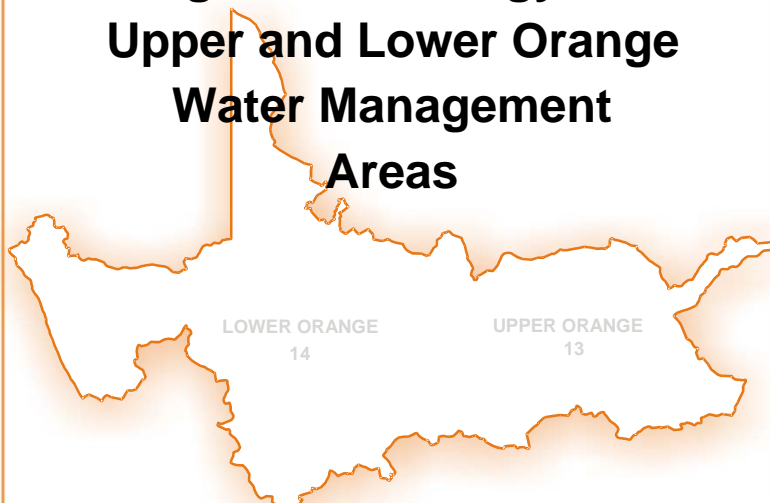 Upper and Lower Orange
Water Management
Areas
LOWER ORANGE
14
UPPER ORANGE
13